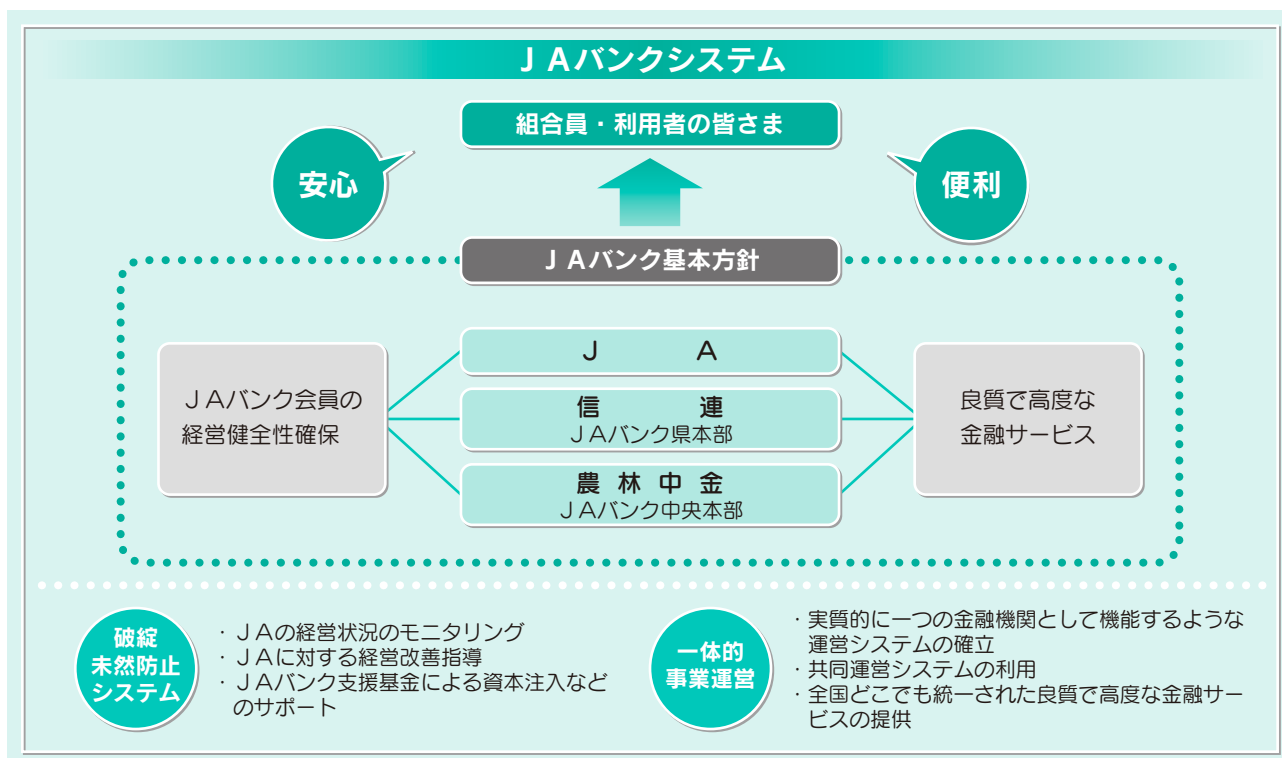 ＪＡバンクシステム
組合員・利用者の皆さま
安心
便利
ＪＡバンク基本方針
ＪＡバンク会員の
経営健全性確保
Ｊ　Ａ
信　連
ＪＡバンク県本部
農 林 中 金
ＪＡバンク中央本部
良質で高度な
金融サービス
破綻
未然防止
システム
・ＪＡの経営状況のモニタリング
・ＪＡに対する経営改善指導
・ＪＡバンク支援基金による資本注入など
のサポート
一体的
事業運営
・実質的に一つの金融機関として機能するような
運営システムの確立
・共同運営システムの利用
・全国どこでも統一された良質で高度な金融サー
ビスの提供